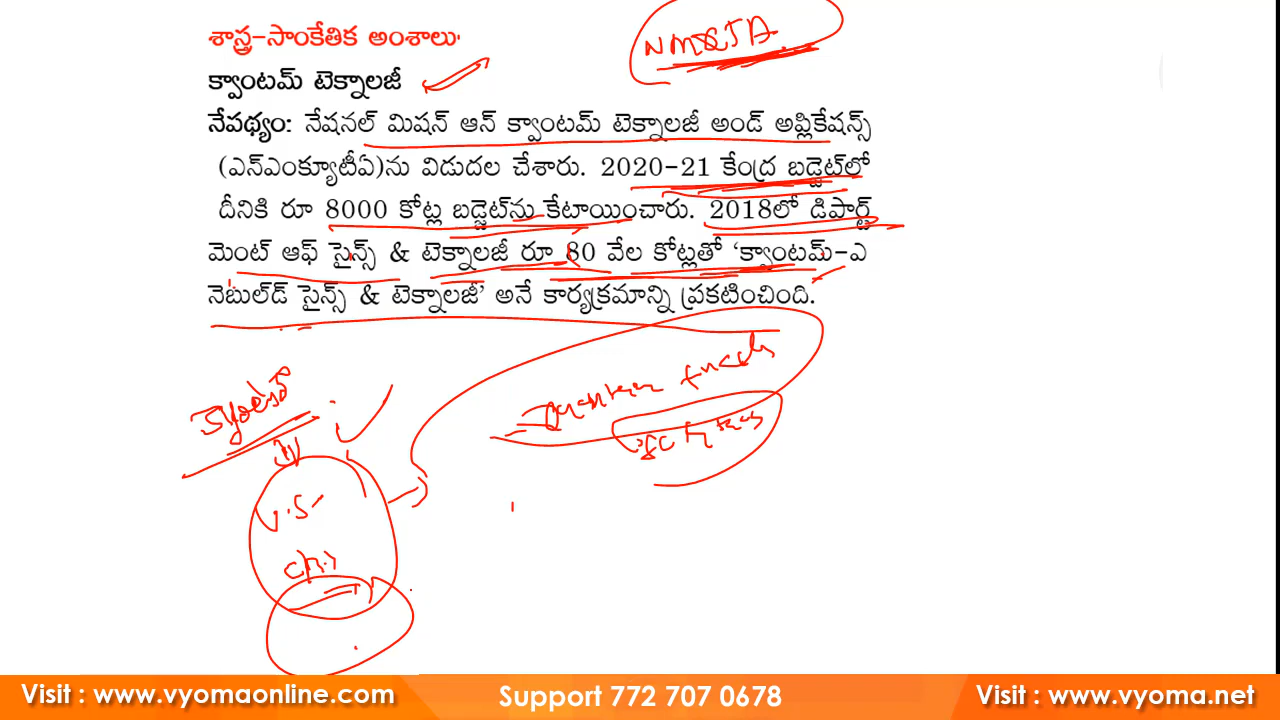 శాస్త్ర-సాంకేతిక అంశాలు
క్వాంటమ్ టెక్నాలజీ
నేపథ్యం: నేషనల్ మిషన్ ఆన్ క్వాంటమ్ టెక్నాలజీ అండ్ అప్లికేషన్స్
(ఎన్ఎంక్యూటీఏ)ను విడుదల చేశారు. 2020-21 కేంద్ర బడ్జెట్‌లో
దీనికి రూ 8000 కోట్ల బడ్జెట్‌ను కేటాయించారు. 2018లో డిపార్ట్
మెంట్ ఆఫ్ సైన్స్ & టెక్నాలజీ రూ 80 వేల కోట్లతో ‘క్వాంటమ్-ఎ
నెబుల్డ్ సైన్స్ & టెక్నాలజీ’ అనే కార్యక్రమాన్ని ప్రకటించింది.
U.S
Visit : www.vyomaonline.com Support 772 707 0678 Visit : www.vyoma.net